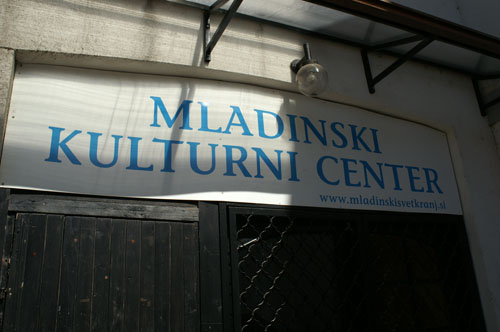 MLADINSKI
KULTURNI CENTER
www.mladinskisvetkranj.si